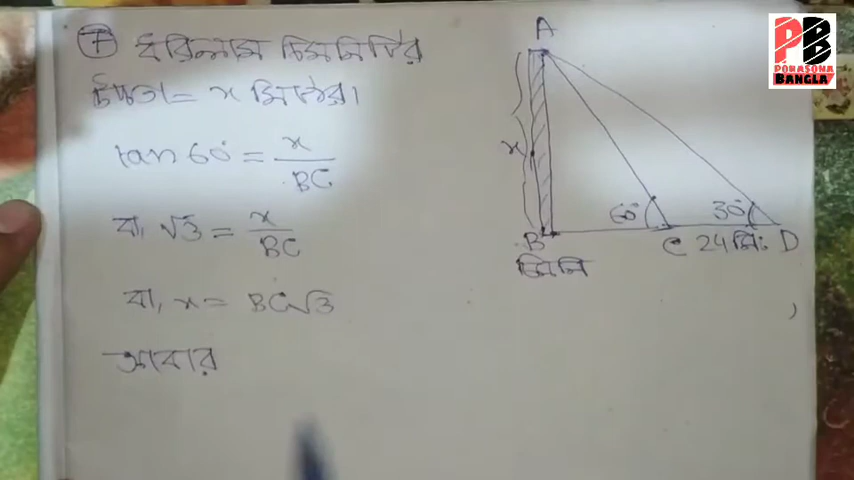 7 ধরিলাম চিমনিটির
উচ্চতা = x মিটার।
tan 60° = x / BC
বা, √3 = x / BC
বা, x = BC√3
আবার
A
x
60°
30°
B
C
24 মি:
D
চিমনি
PB
PORASONA
BANGLA